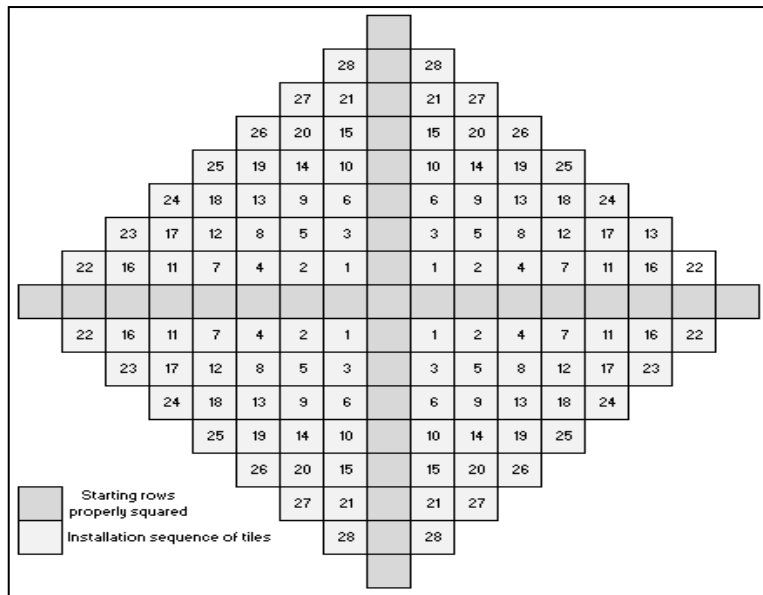 28 28
27 21 21 27
26 20 15 15 20 26
25 19 14 10 10 14 19 25
24 18 13 9 6 6 9 13 18 24
23 17 12 8 5 3 3 5 8 12 17 13
22 16 11 7 4 2 1 1 2 4 7 11 16 22
22 16 11 7 4 2 1 1 2 4 7 11 16 22
23 17 12 8 5 3 3 5 8 12 17 23
24 18 13 9 6 6 9 13 18 24
25 19 14 10 10 14 19 25
26 20 15 15 20 26
27 21 21 27
28 28
Starting rows
properly squared
Installation sequence of tiles